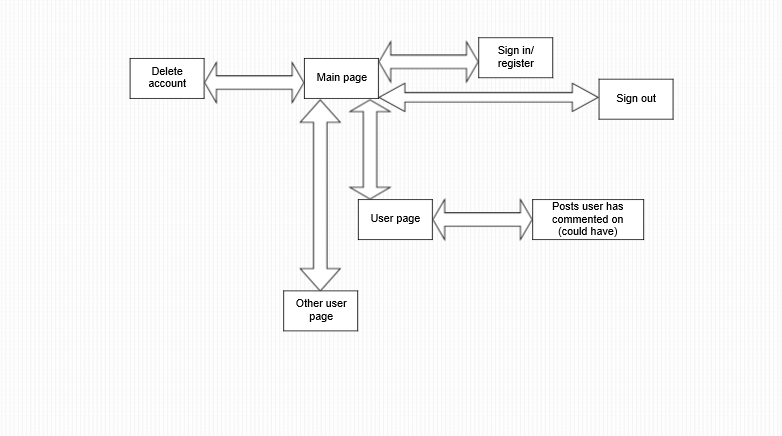 Sign in/
register
Delete
account
Main page
Sign out
User page
Posts user has
commented on
(could have)
Other user
page